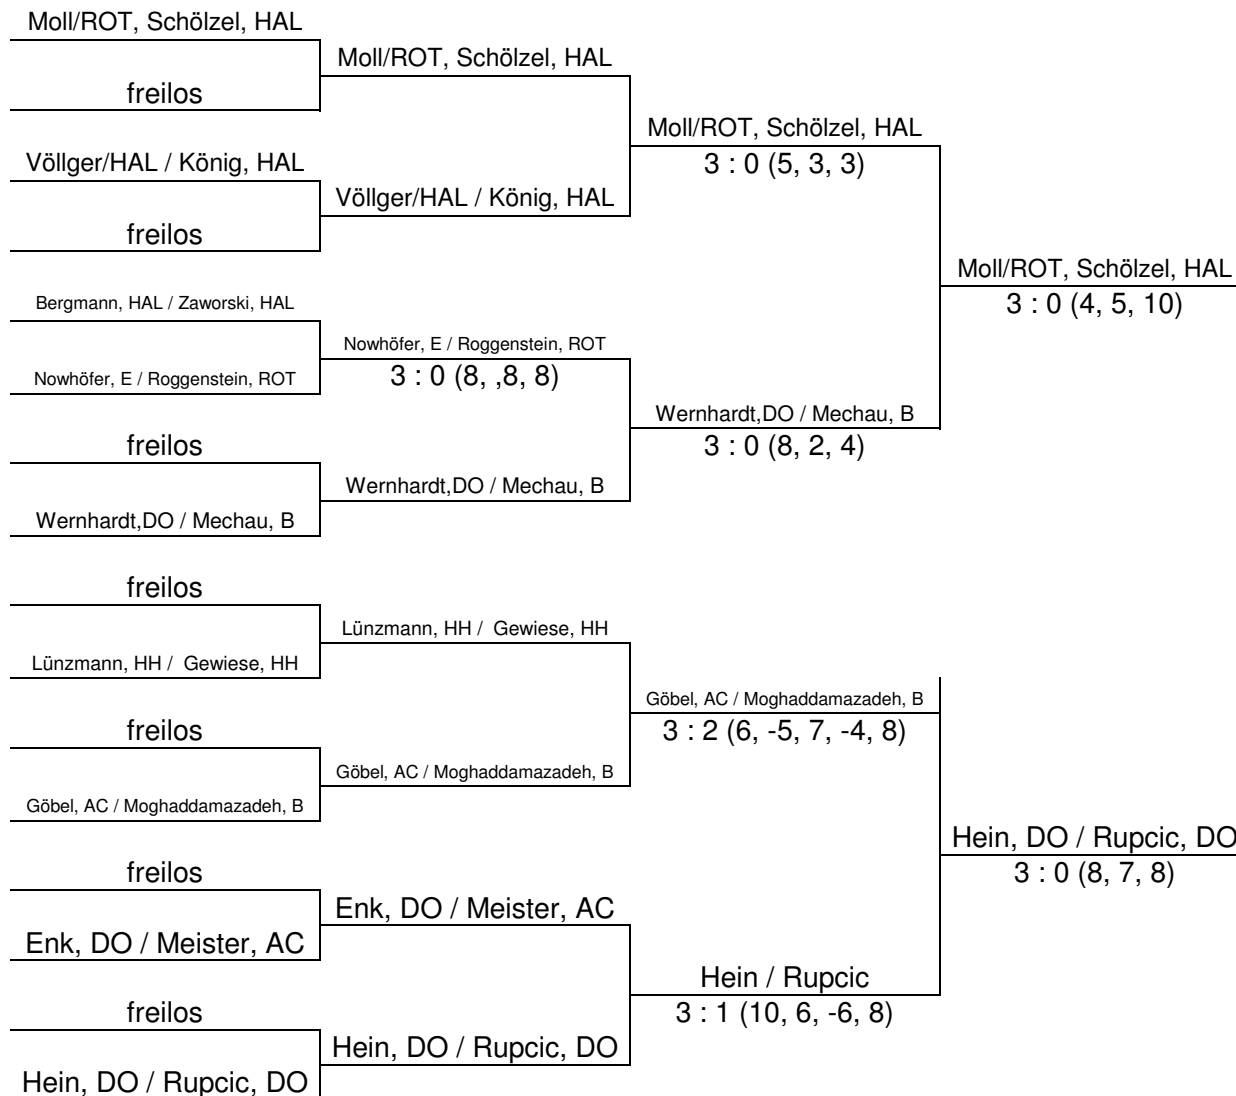 Moll/ROT, Schölzel, HAL
Moll/ROT, Schölzel, HAL
freilos
Moll/ROT, Schölzel, HAL
3 : 0 (5, 3, 3)
Völlger/HAL / König, HAL
Völlger/HAL / König, HAL
freilos
Moll/ROT, Schölzel, HAL
3 : 0 (4, 5, 10)
Bergmann, HAL / Zaworski, HAL
Nowhöfer, E / Roggenstein, ROT
3 : 0 (8, ,8, 8)
Nowhöfer, E / Roggenstein, ROT
Wernhardt,DO / Mechau, B
3 : 0 (8, 2, 4)
freilos
Wernhardt,DO / Mechau, B
Wernhardt,DO / Mechau, B
freilos
Lünzmann, HH /  Gewiese, HH
Lünzmann, HH /  Gewiese, HH
Göbel, AC / Moghaddamazadeh, B
3 : 2 (6, -5, 7, -4, 8)
freilos
Göbel, AC / Moghaddamazadeh, B
Göbel, AC / Moghaddamazadeh, B
Hein, DO / Rupcic, DO
3 : 0 (8, 7, 8)
freilos
Enk, DO / Meister, AC
Enk, DO / Meister, AC
Hein / Rupcic
3 : 1 (10, 6, -6, 8)
freilos
Hein, DO / Rupcic, DO
Hein, DO / Rupcic, DO